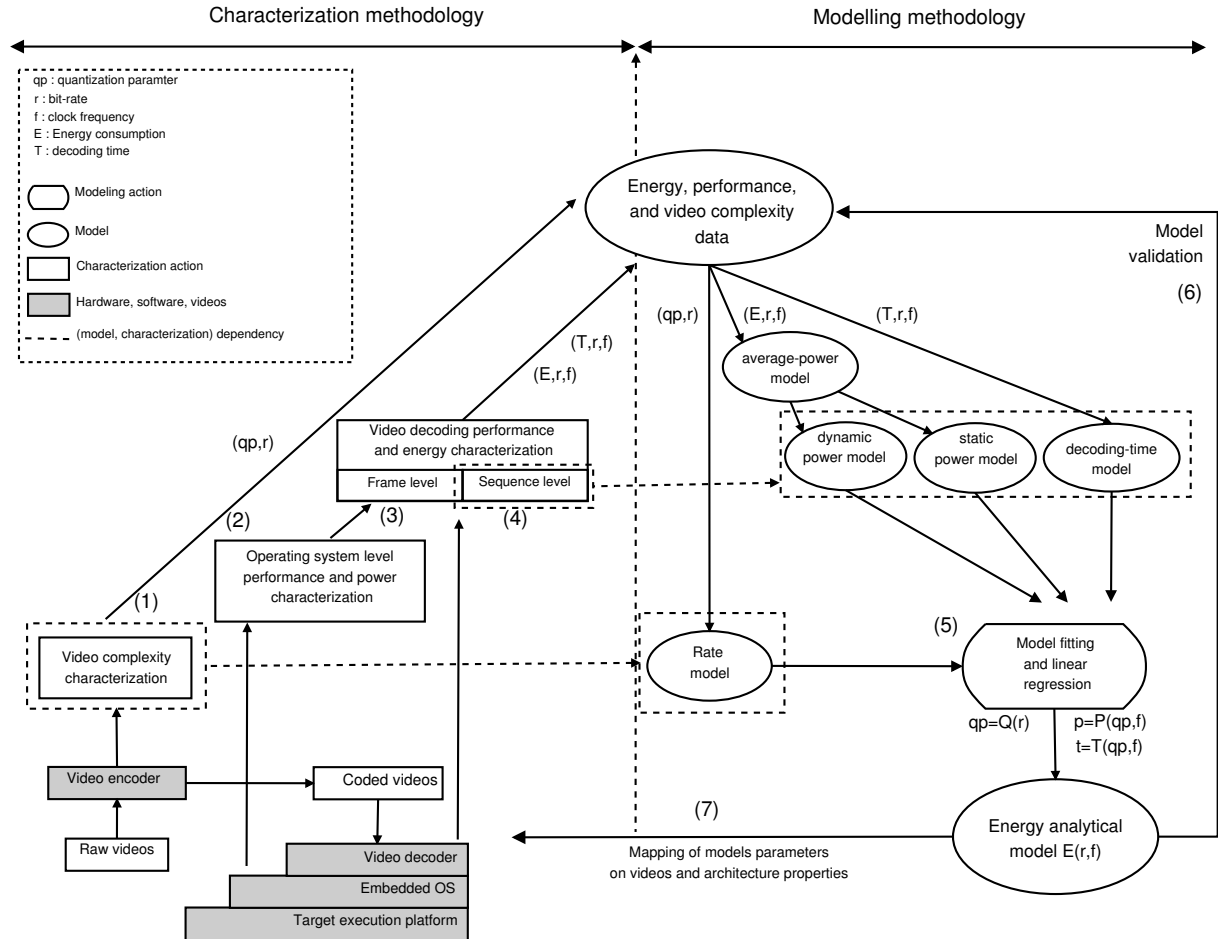 Characterization methodology
Modelling methodology
qp : quantization paramter
r : bit-rate
f : clock frequency
E : Energy consumption
T : decoding time
Modeling action
Model
Characterization action
Hardware, software, videos
(model, characterization) dependency
Energy, performance,
and video complexity
data
Model
validation
(6)
(qp,r)
(E,r,f)
(T,r,f)
average-power
model
dynamic
power model
static
power model
decoding-time
model
(T,r,f)
(E,r,f)
(qp,r)
Video decoding performance
and energy characterization
Frame level
Sequence level
(2)
(3)
(4)
Operating system level
performance and power
characterization
(1)
Video complexity
characterization
Rate
model
(5)
Model fitting
and linear
regression
qp=Q(r)
p=P(qp,f)
t=T(qp,f)
Video encoder
Coded videos
Raw videos
Video decoder
Embedded OS
Target execution platform
(7)
Mapping of models parameters
on videos and architecture properties
Energy analytical
model E(r,f)